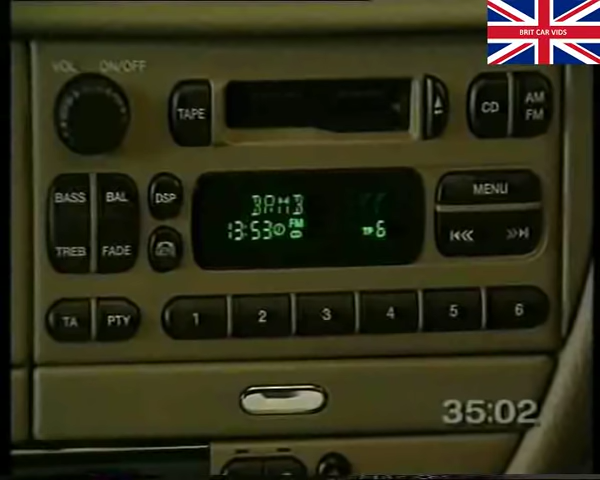 BRIT CAR VIDS
VOL ON/OFF
TAPE
CD
AM
FM
BASS
BAL
DSP
TREB
FADE
13:53
FM
TP 6
MENU
TA
PTY
1
2
3
4
5
6
35:02